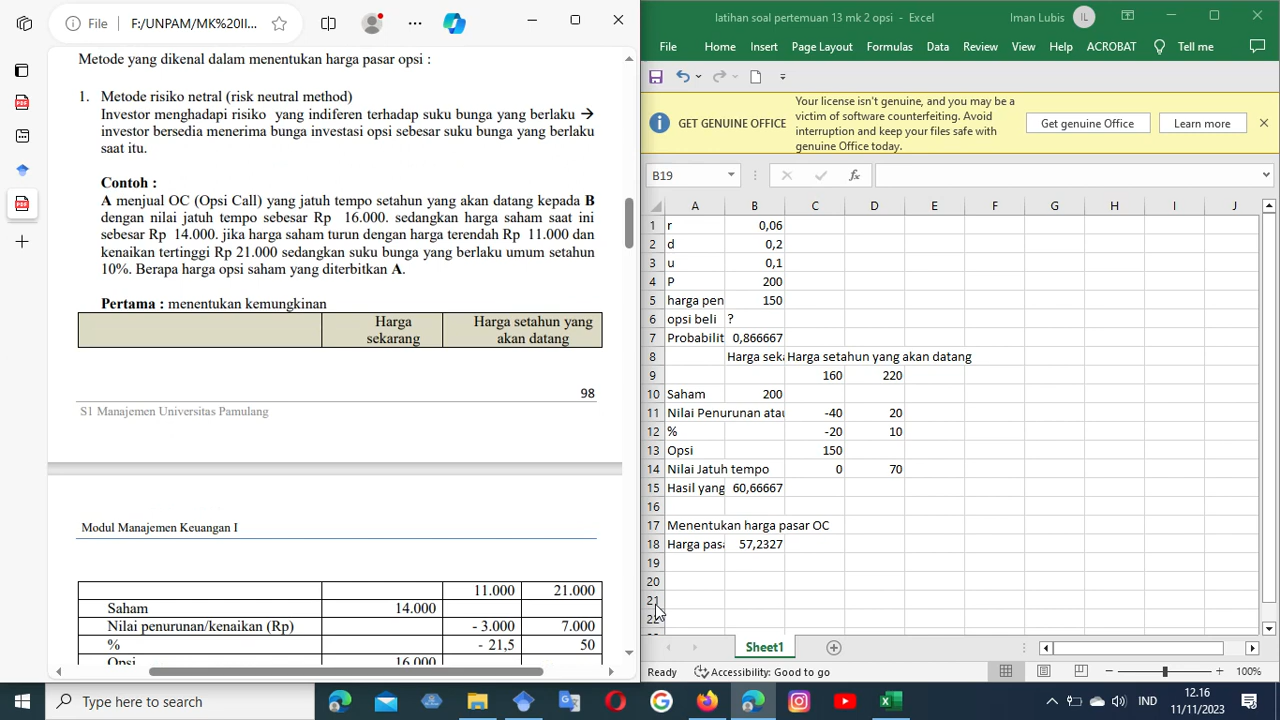 File
F:/UNPAM/MK%20II...
Metode yang dikenal dalam menentukan harga pasar opsi :
1. Metode risiko netral (risk neutral method)
Investor menghadapi risiko yang indiferen terhadap suku bunga yang berlaku →
investor bersedia menerima bunga investasi opsi sebesar suku bunga yang berlaku
saat itu.
Contoh :
A menjual OC (Opsi Call) yang jatuh tempo setahun yang akan datang kepada B
dengan nilai jatuh tempo sebesar Rp 16.000. sedangkan harga saham saat ini
sebesar Rp 14.000. jika harga saham turun dengan harga terendah Rp 11.000 dan
kenaikan tertinggi Rp 21.000 sedangkan suku bunga yang berlaku umum setahun
10%. Berapa harga opsi saham yang diterbitkan A.
Pertama : menentukan kemungkinan
Harga sekarang
Harga setahun yang akan datang
98
S1 Manajemen Universitas Pamulang
Modul Manajemen Keuangan I
11.000 21.000
Saham 14.000
Nilai penurunan/kenaikan (Rp) - 3.000 7.000
% - 21,5 50
Opsi 16.000
latihan soal pertemuan 13 mk 2 opsi - Excel
Iman Lubis IL
File Home Insert Page Layout Formulas Data Review View Help ACROBAT Tell me
GET GENUINE OFFICE
Your license isn't genuine, and you may be a
victim of software counterfeiting. Avoid
interruption and keep your files safe with
genuine Office today.
Get genuine Office
Learn more
B19
fx
A B C D E F G H I J
1 r 0,06
2 d 0,2
3 u 0,1
4 P 200
5 harga pen 150
6 opsi beli ?
7 Probabilit 0,866667
8 Harga seka Harga setahun yang akan datang
9 160 220
10 Saham 200
11 Nilai Penurunan atau -40 20
12 % -20 10
13 Opsi 150
14 Nilai Jatuh tempo 0 70
15 Hasil yang 60,66667
16
17 Menentukan harga pasar OC
18 Harga pasa 57,2327
19
20
21
22
Sheet1
Ready
Accessibility: Good to go
100%
Type here to search
IND
12.16
11/11/2023